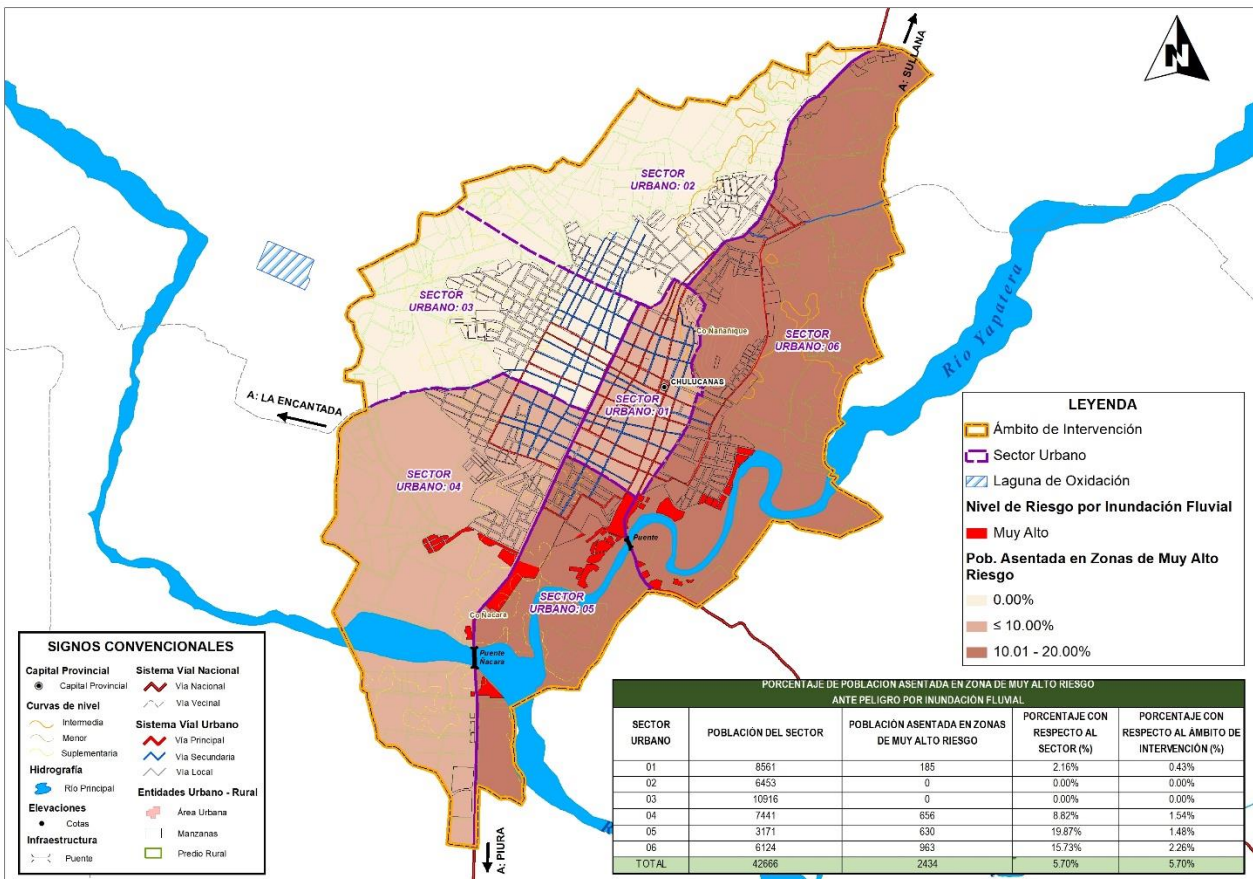 A: SULLANA
N
SECTOR
URBANO: 02
SECTOR
URBANO: 03
Co Ñañañique
SECTOR
URBANO: 06
Río Yapatera
CHULUCANAS
SECTOR
URBANO: 01
A: LA ENCANTADA
SECTOR
URBANO: 04
Puente
SECTOR
URBANO: 05
Co Ñacara
Puente
Ñacara
A: PIURA
LEYENDA
Ámbito de Intervención
Sector Urbano
Laguna de Oxidación
Nivel de Riesgo por Inundación Fluvial
Muy Alto
Pob. Asentada en Zonas de Muy Alto
Riesgo
0.00%
≤ 10.00%
10.01 - 20.00%
SIGNOS CONVENCIONALES
Capital Provincial
Capital Provincial
Curvas de nivel
Intermedia
Menor
Suplementaria
Hidrografía
Río Principal
Elevaciones
Cotas
Infraestructura
Puente
Sistema Vial Nacional
Vía Nacional
Vía Vecinal
Sistema Vial Urbano
Vía Principal
Vía Secundaria
Vía Local
Entidades Urbano - Rural
Área Urbana
Manzanas
Predio Rural
PORCENTAJE DE POBLACIÓN ASENTADA EN ZONA DE MUY ALTO RIESGO
ANTE PELIGRO POR INUNDACIÓN FLUVIAL
SECTOR URBANO POBLACIÓN DEL SECTOR POBLACIÓN ASENTADA EN ZONAS DE MUY ALTO RIESGO PORCENTAJE CON RESPECTO AL SECTOR (%) PORCENTAJE CON RESPECTO AL ÁMBITO DE INTERVENCIÓN (%)
01 8561 185 2.16% 0.43%
02 6453 0 0.00% 0.00%
03 10916 0 0.00% 0.00%
04 7441 656 8.82% 1.54%
05 3171 630 19.87% 1.48%
06 6124 963 15.73% 2.26%
TOTAL 42666 2434 5.70% 5.70%